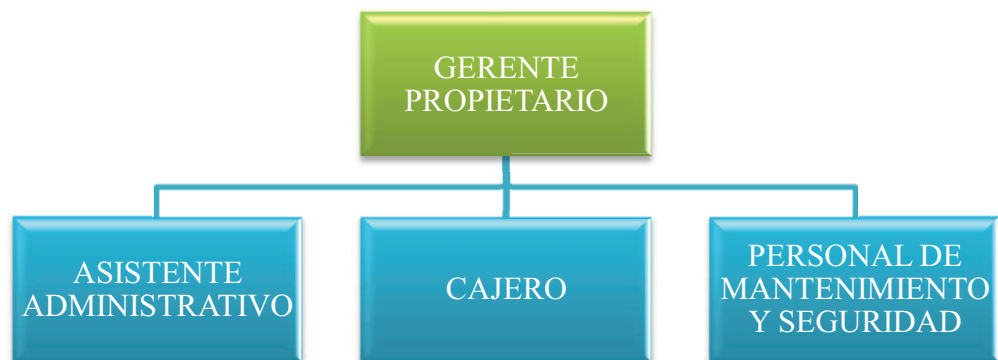 GERENTE
PROPIETARIO
ASISTENTE
ADMINISTRATIVO
CAJERO
PERSONAL DE
MANTENIMIENTO
Y SEGURIDAD